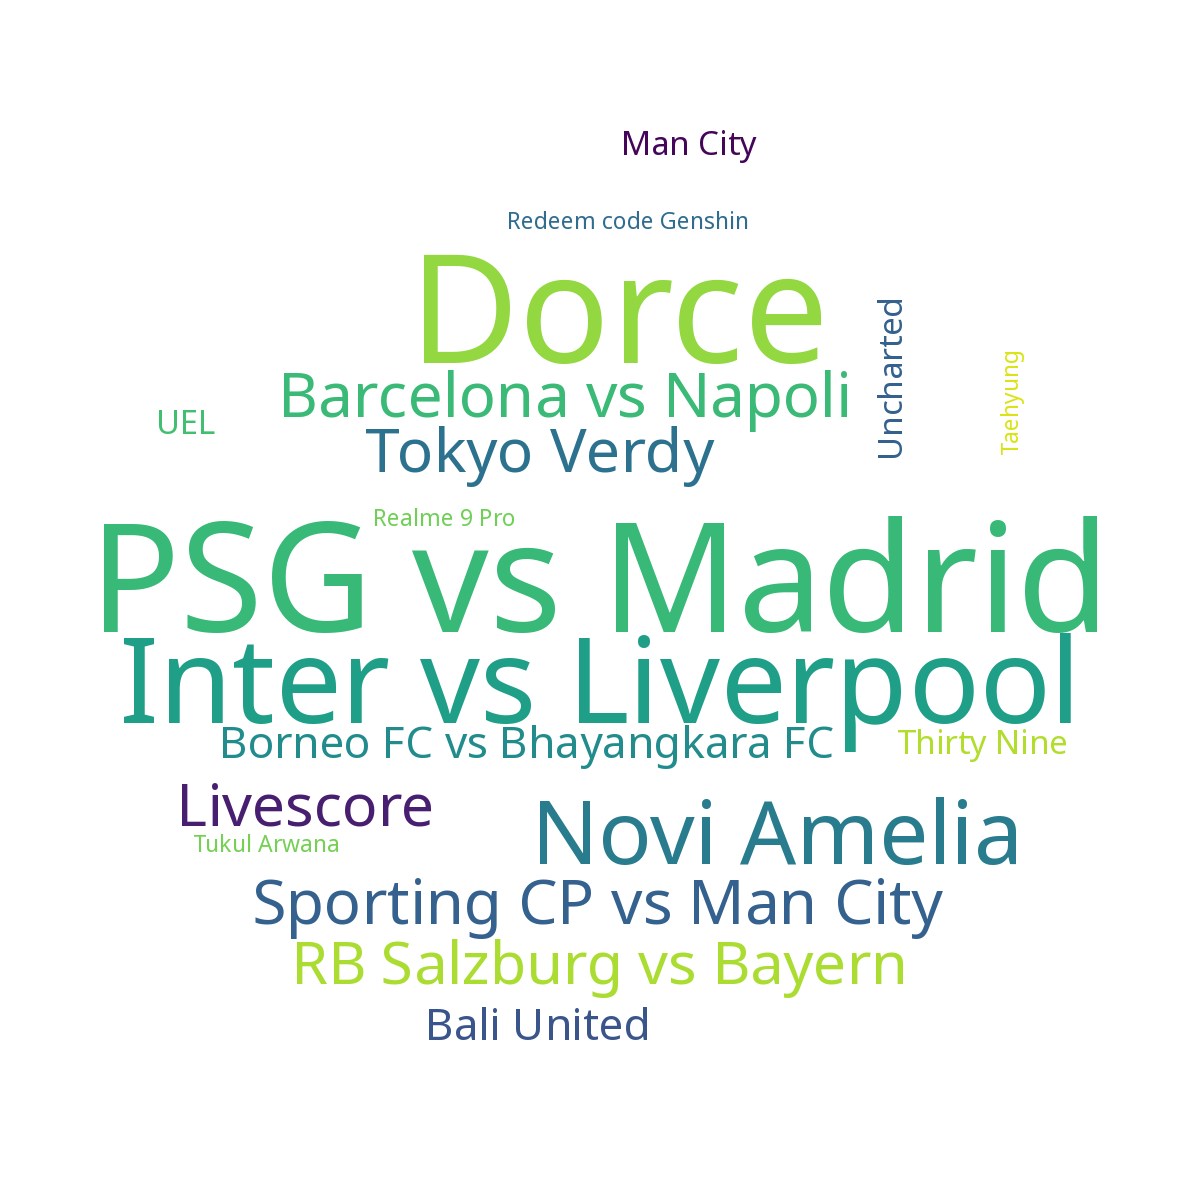 Man City
Redeem code Genshin
Dorce
Uncharted
Taehyung
Barcelona vs Napoli
UEL
Tokyo Verdy
Realme 9 Pro
PSG vs Madrid
Inter vs Liverpool
Borneo FC vs Bhayangkara FC
Thirty Nine
Livescore
Novi Amelia
Tukul Arwana
Sporting CP vs Man City
RB Salzburg vs Bayern
Bali United